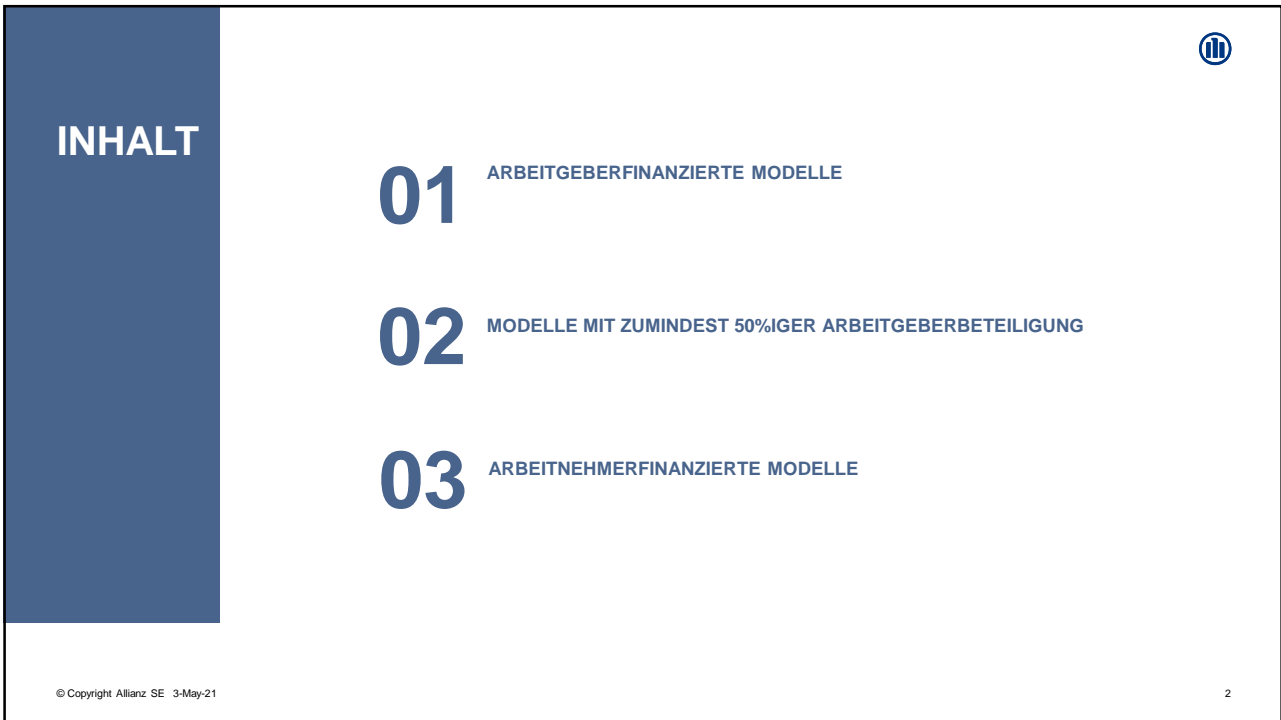 INHALT
01
ARBEITGEBERFINANZIERTE MODELLE
02
MODELLE MIT ZUMINDEST 50%IGER ARBEITGEBERBETEILIGUNG
03
ARBEITNEHMERFINANZIERTE MODELLE
© Copyright Allianz SE 3-May-21
2